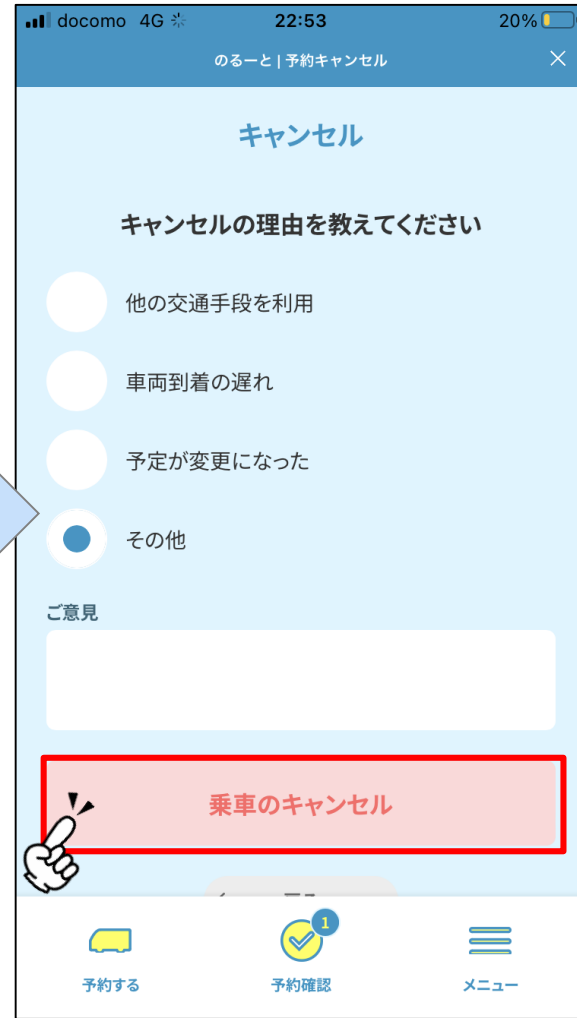 docomo 4G 22:53 20%
のるーと | 予約キャンセル
キャンセル
キャンセルの理由を教えてください
他の交通手段を利用
車両到着の遅れ
予定が変更になった
その他
ご意見
乗車のキャンセル
1
予約する 予約確認 メニュー